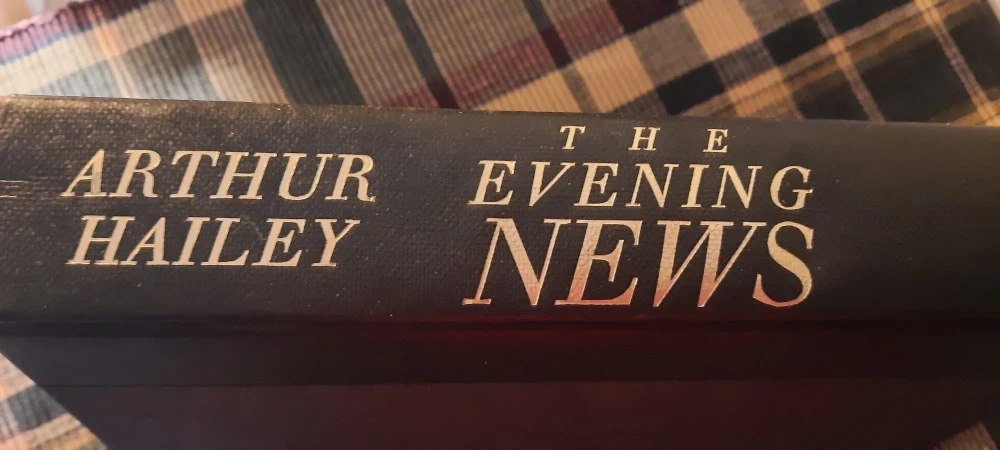 ARTHUR
HAILEY
THE
EVENING
NEWS